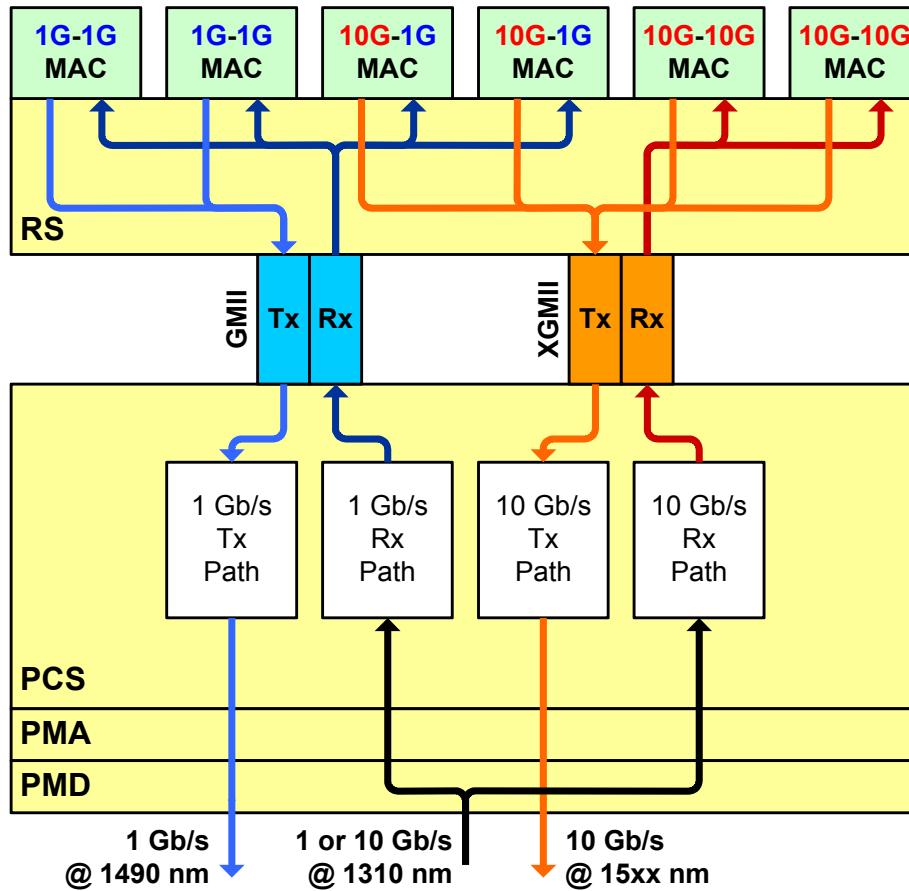 1G-1G
MAC
1G-1G
MAC
10G-1G
MAC
10G-1G
MAC
10G-10G
MAC
10G-10G
MAC
RS
GMII
Tx
Rx
XGMII
Tx
Rx
1 Gb/s
Tx
Path
1 Gb/s
Rx
Path
10 Gb/s
Tx
Path
10 Gb/s
Rx
Path
PCS
PMA
PMD
1 Gb/s
@ 1490 nm
1 or 10 Gb/s
@ 1310 nm
10 Gb/s
@ 15xx nm